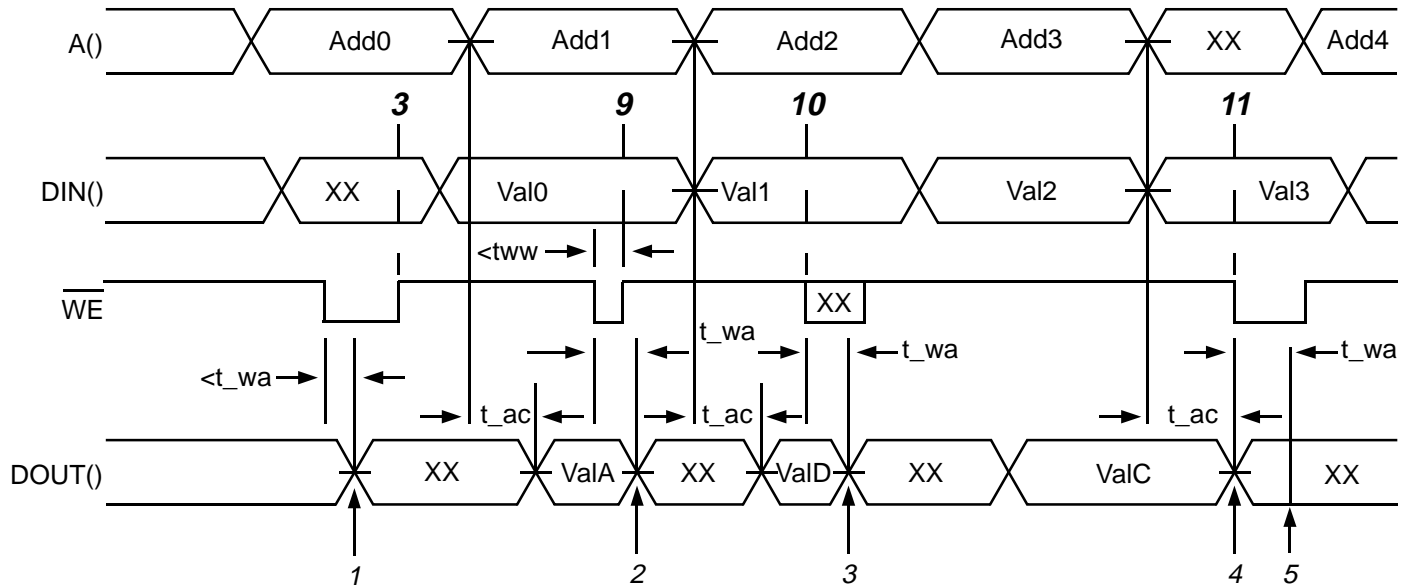 A() Add0 Add1 Add2 Add3 XX Add4
3 9 10 11
DIN() XX Val0 Val1 Val2 Val3
<tww
WE XX
t_wa t_wa t_wa
<t_wa
t_ac t_ac t_ac
DOUT() XX ValA XX ValD XX ValC XX
1 2 3 4 5